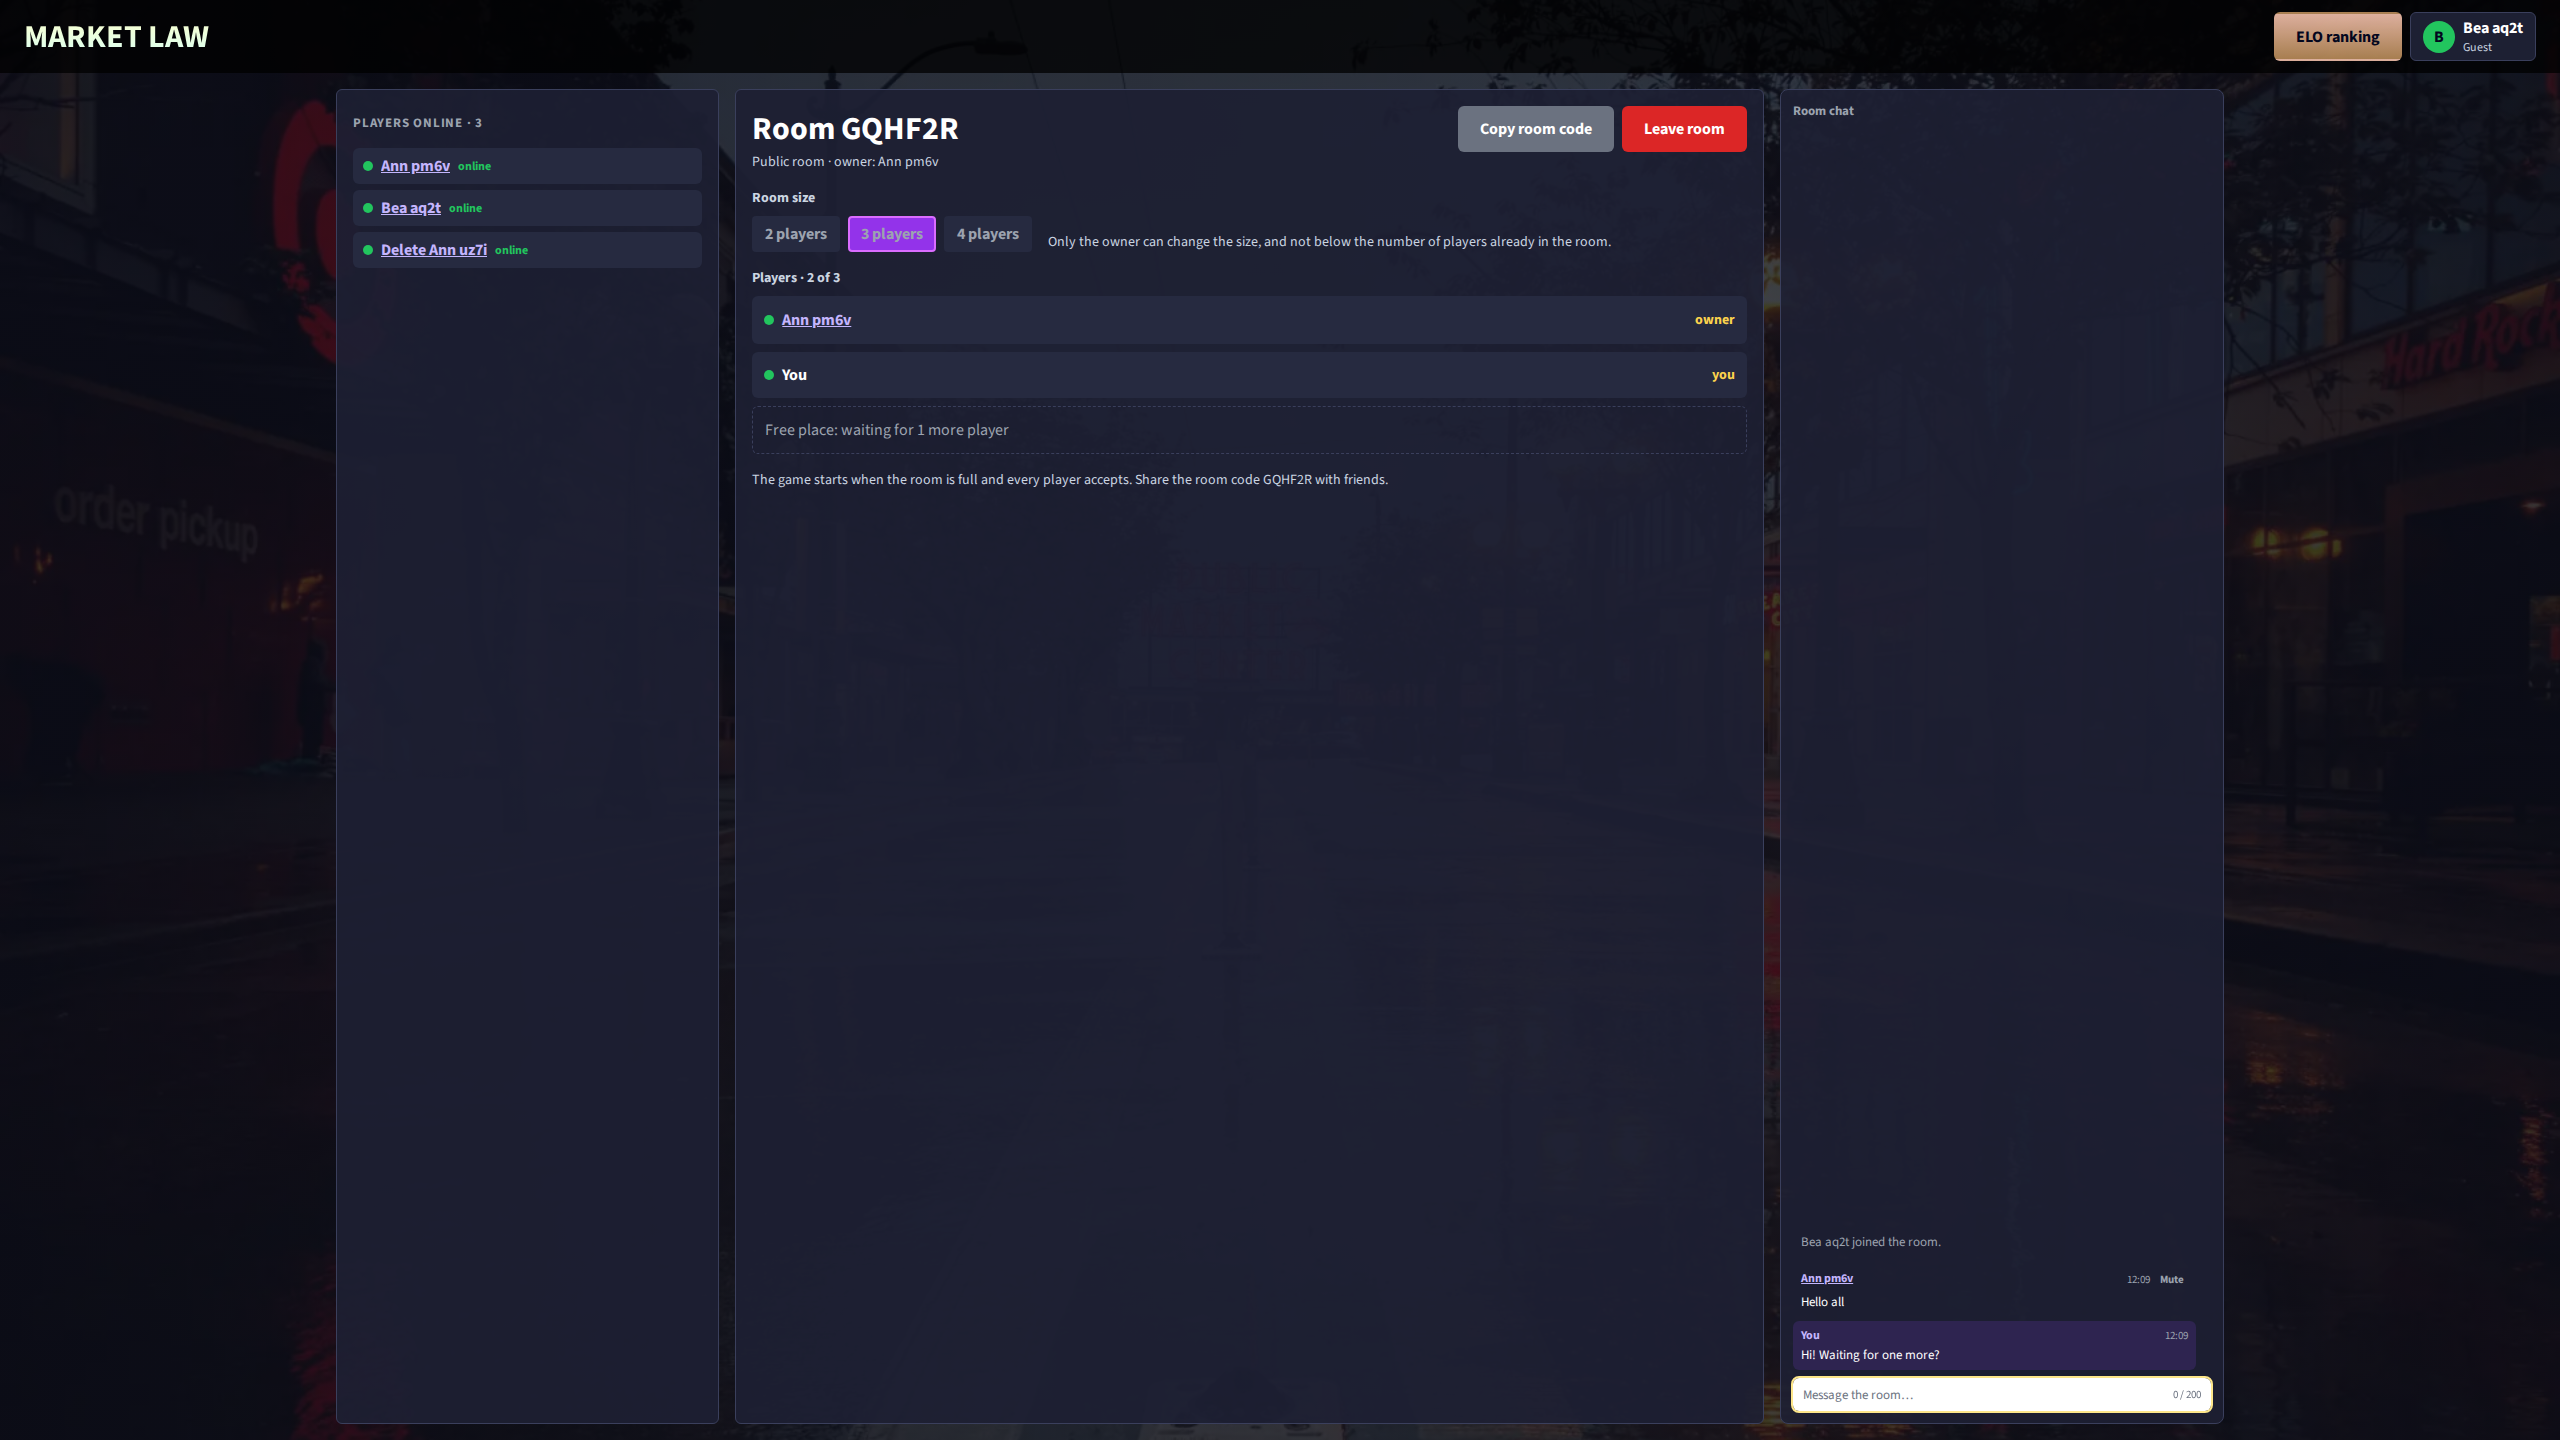 MARKET LAW
ELO ranking
B
Bea aq2t
Guest
PLAYERS ONLINE · 3
Ann pm6v online
Bea aq2t online
Delete Ann uz7i online
Room GQHF2R
Public room · owner: Ann pm6v
Copy room code
Leave room
Room size
2 players
3 players
4 players
Only the owner can change the size, and not below the number of players already in the room.
Players · 2 of 3
Ann pm6v owner
You you
Free place: waiting for 1 more player
The game starts when the room is full and every player accepts. Share the room code GQHF2R with friends.
Room chat
Bea aq2t joined the room.
Ann pm6v 12:09 Mute
Hello all
You 12:09
Hi! Waiting for one more?
Message the room… 0 / 200
order pickup
Hard Rock